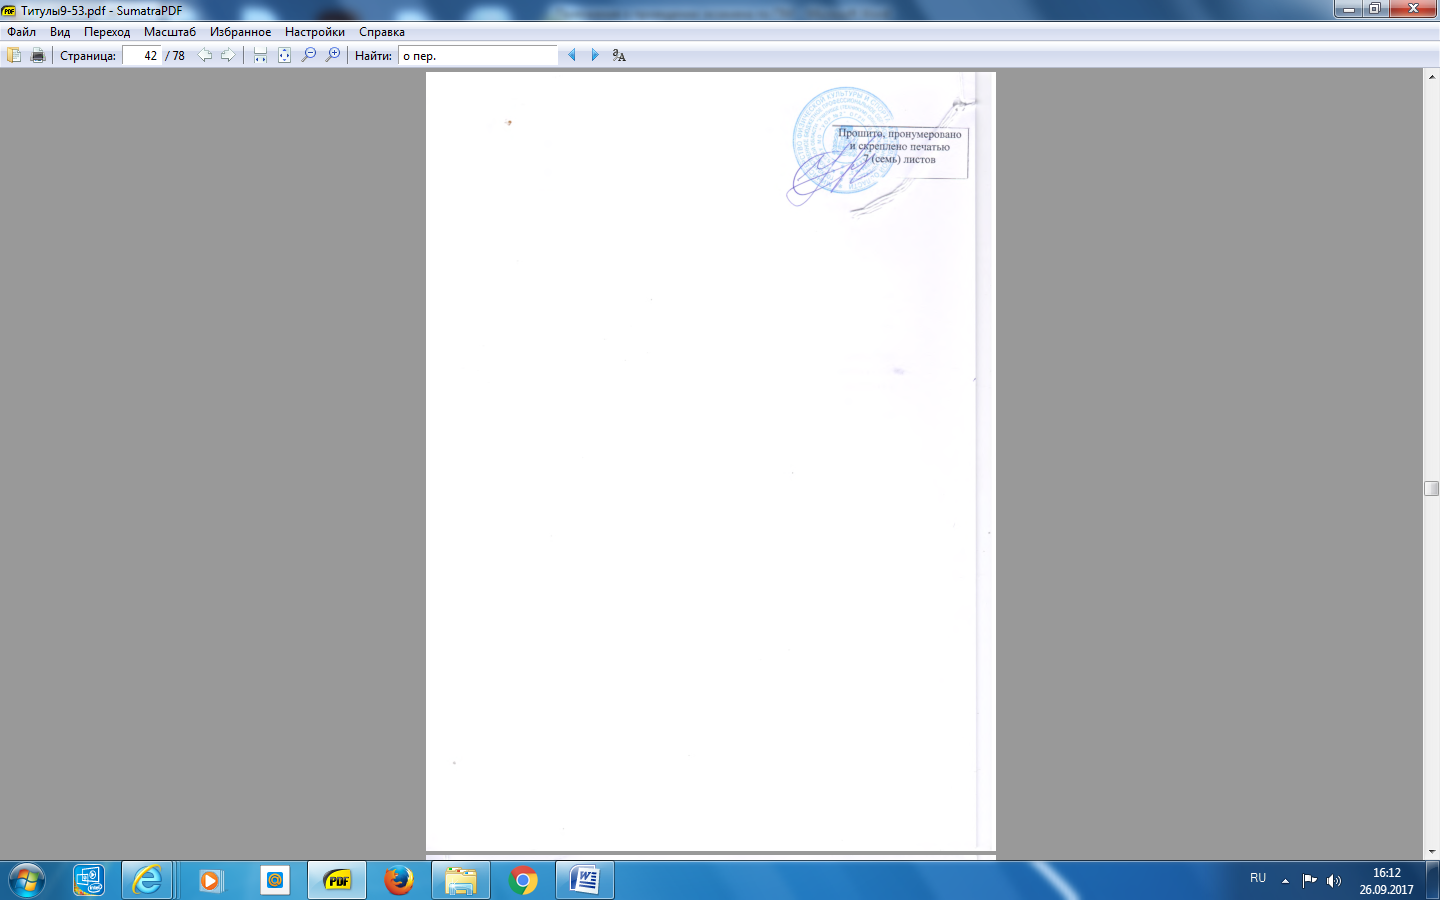 Титулы9-53.pdf - SumatraPDF
Файл Вид Переход Масштаб Избранное Настройки Справка
Страница: 42 / 78 Найти: о пер.
Прошито, пронумеровано
и скреплено печатью
7 (семь) листов
RU 16:12
26.09.2017